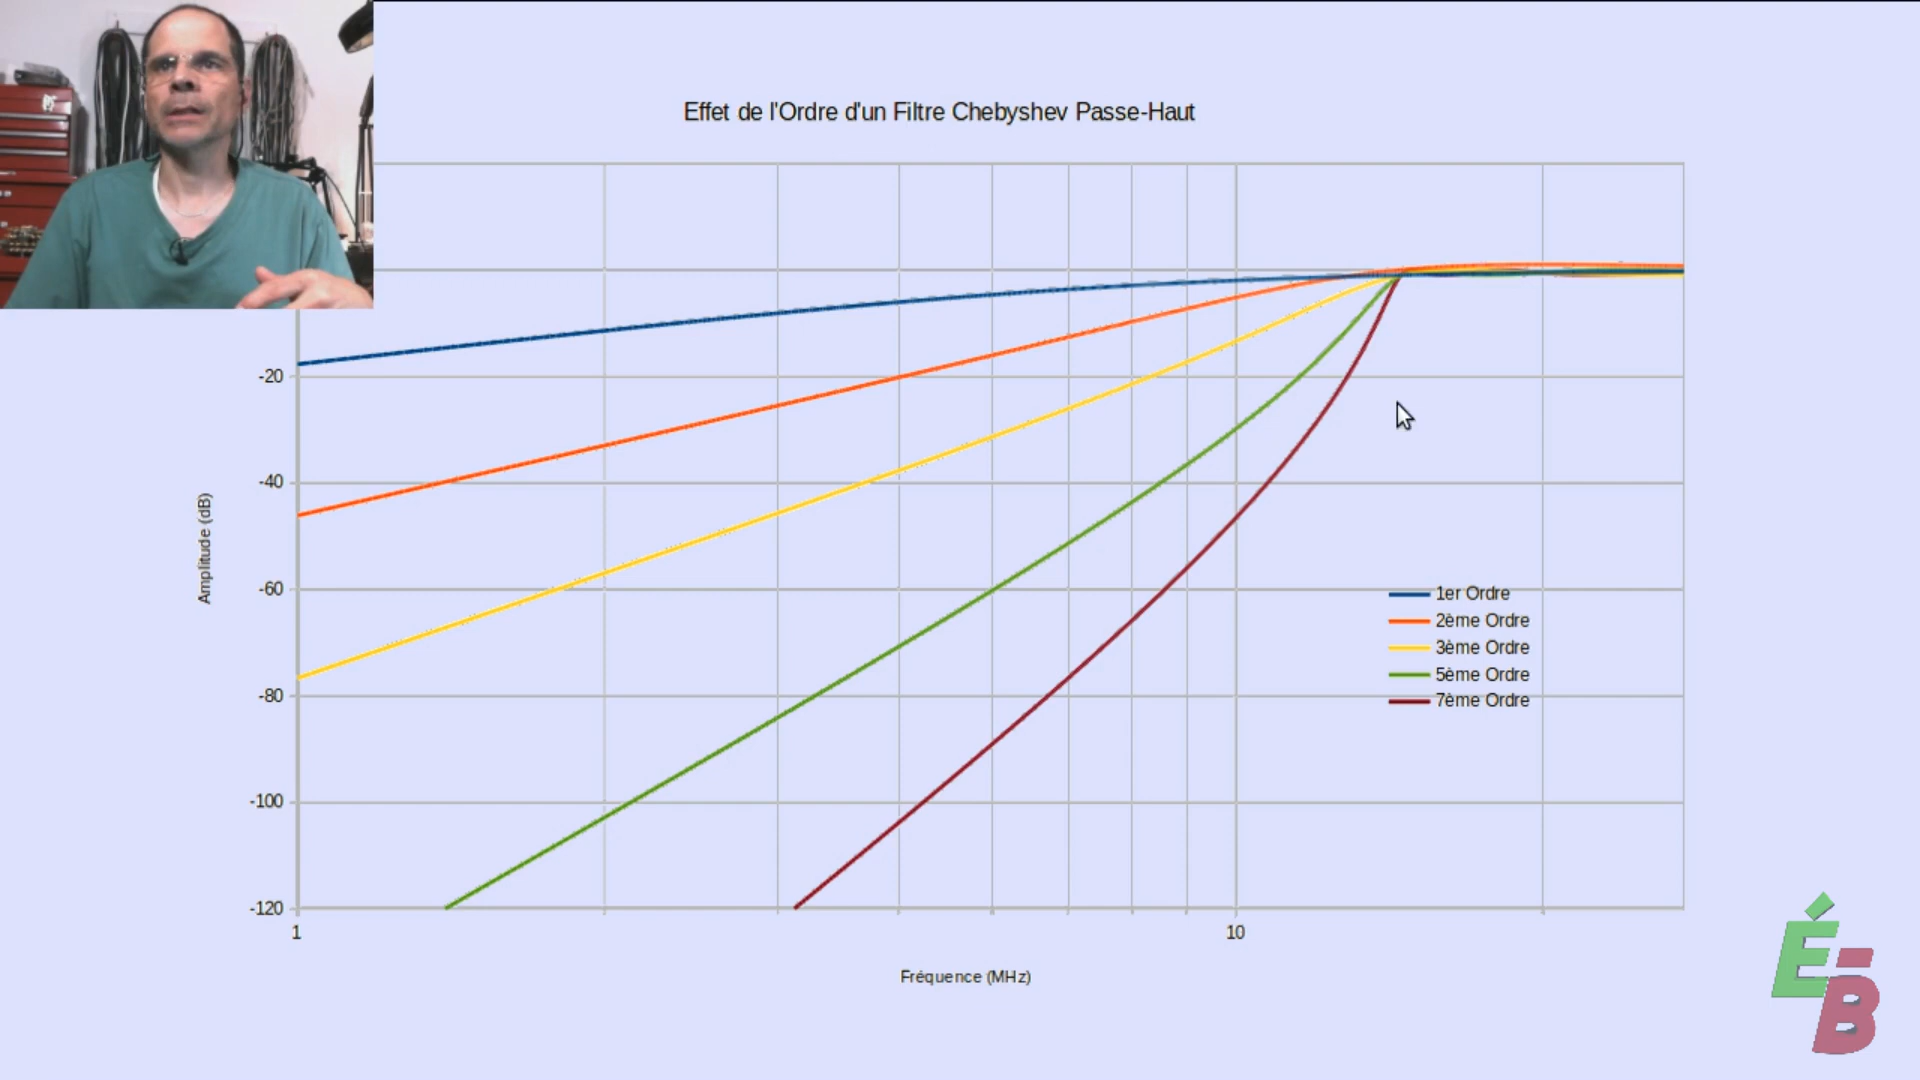 Effet de l'Ordre d'un Filtre Chebyshev Passe-Haut
-20
-40
-60
-80
-100
-120
Amplitude (dB)
1er Ordre
2ème Ordre
3ème Ordre
5ème Ordre
7ème Ordre
1
10
Fréquence (MHz)
É-B